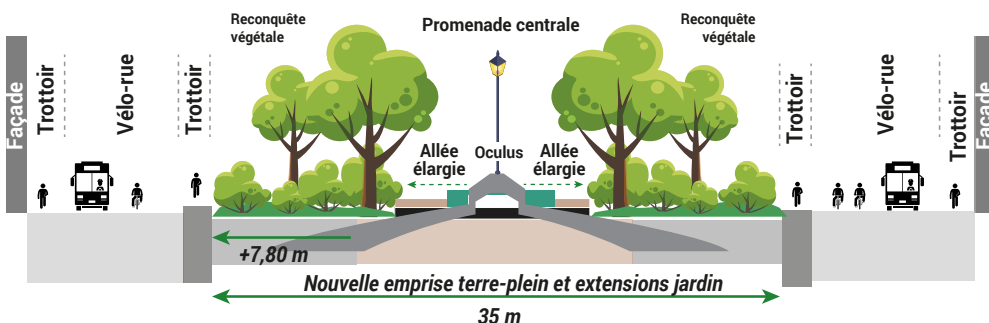 Reconquête
végétale
Promenade centrale
Reconquête
végétale
Façade
Trottoir
Vélo-rue
Trottoir
Allée
élargie
Oculus
Allée
élargie
Trottoir
Vélo-rue
Trottoir
Façade
+7,80 m
Nouvelle emprise terre-plein et extensions jardin
35 m